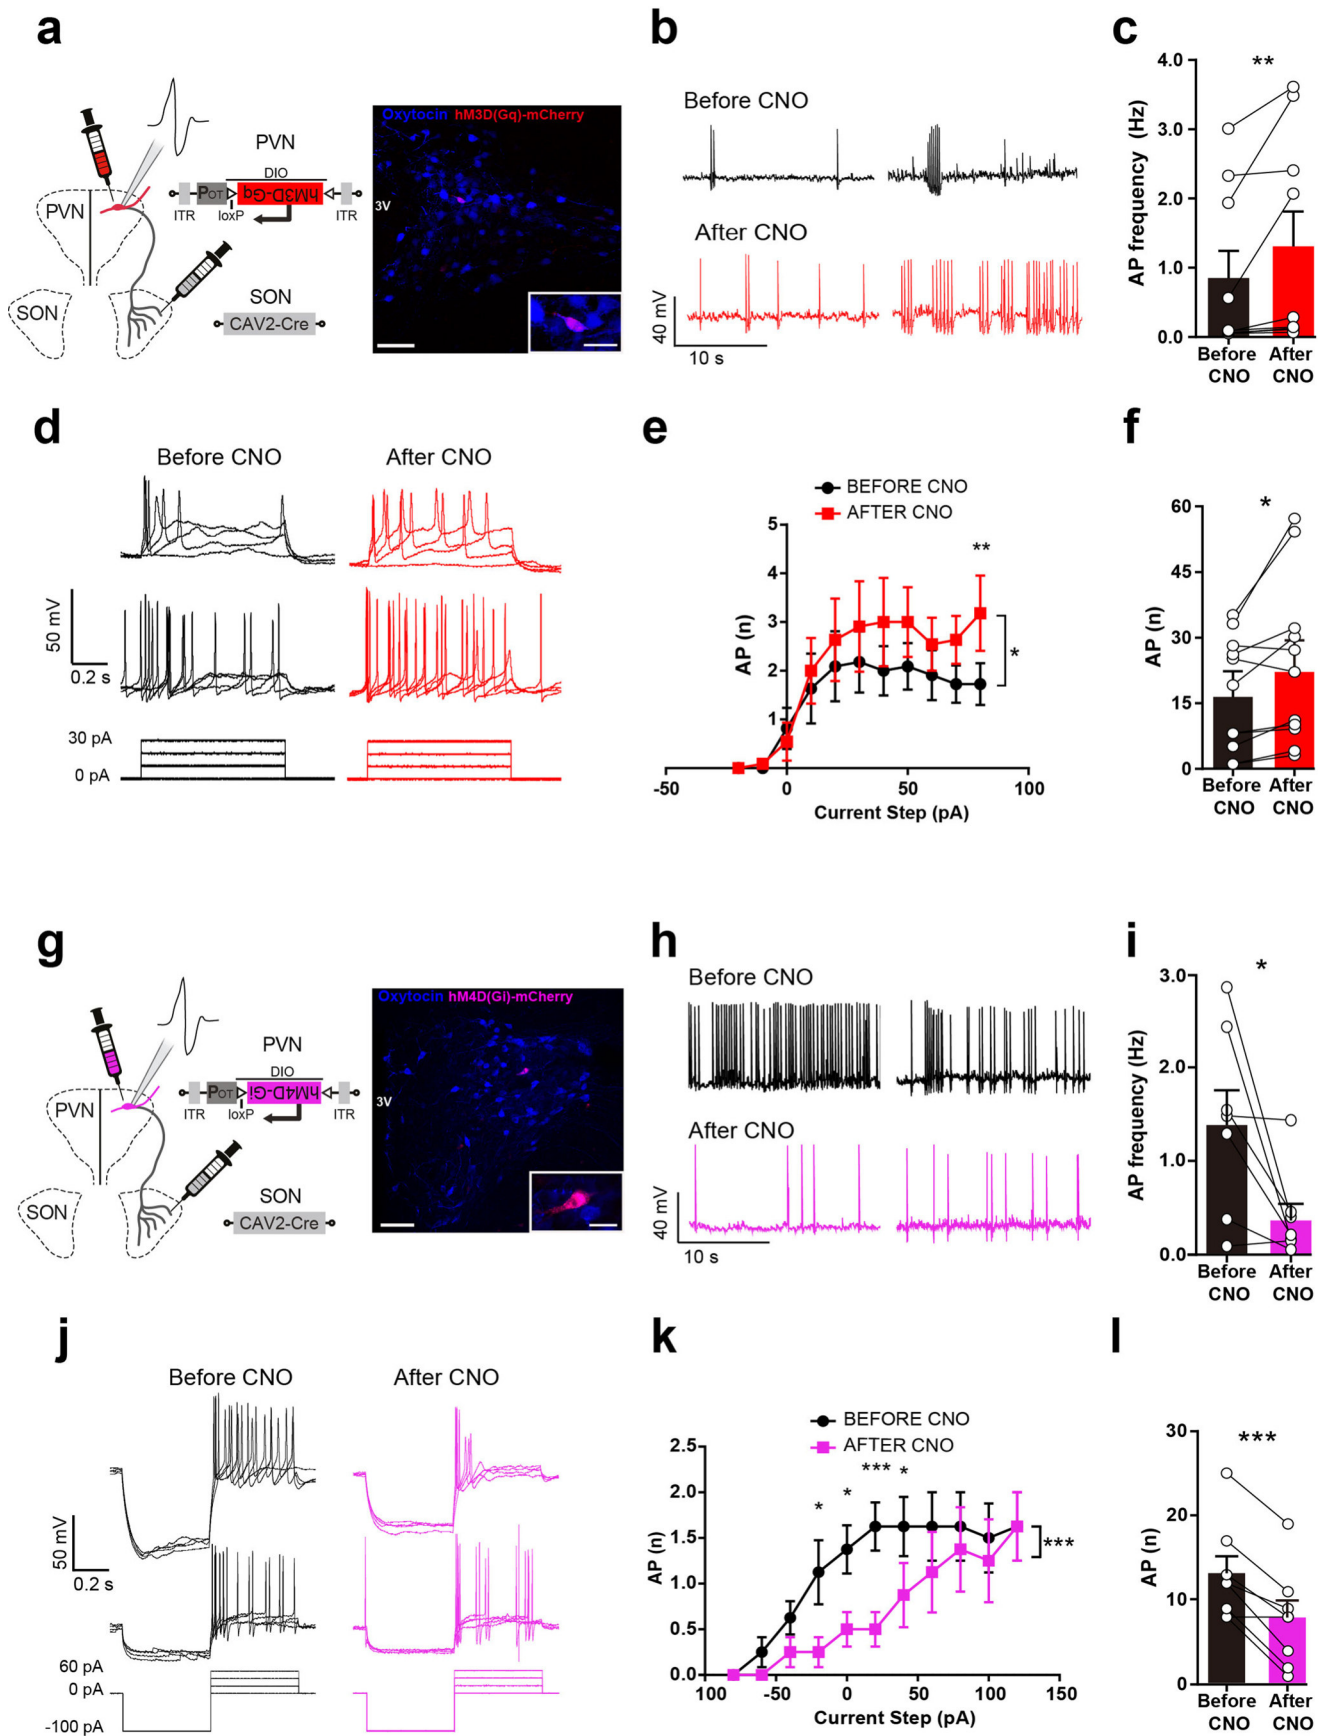 a
PVN
DIO
POT
hM3D-Gq
ITR
loxP
ITR
PVN
SON
SON
CAV2-Cre
Oxytocin hM3D(Gq)-mCherry
3V
b
Before CNO
After CNO
40 mV
10 s
c
**
AP frequency (Hz)
4.0
3.0
2.0
1.0
0.0
Before CNO
After CNO
d
Before CNO
After CNO
50 mV
0.2 s
30 pA
0 pA
e
BEFORE CNO
AFTER CNO
AP (n)
5
4
3
2
1
**
*
-50
0
50
100
Current Step (pA)
f
*
AP (n)
60
45
30
15
0
Before CNO
After CNO
g
PVN
DIO
POT
hM4D-Gi
ITR
loxP
ITR
PVN
SON
SON
CAV2-Cre
Oxytocin hM4D(Gi)-mCherry
3V
h
Before CNO
After CNO
40 mV
10 s
i
*
AP frequency (Hz)
3.0
2.0
1.0
0.0
Before CNO
After CNO
j
Before CNO
After CNO
50 mV
0.2 s
60 pA
0 pA
-100 pA
k
BEFORE CNO
AFTER CNO
AP (n)
2.5
2.0
1.5
1.0
0.5
0.0
*
*
***
*
***
100
-50
0
50
100
150
Current Step (pA)
l
***
AP (n)
30
20
10
0
Before CNO
After CNO